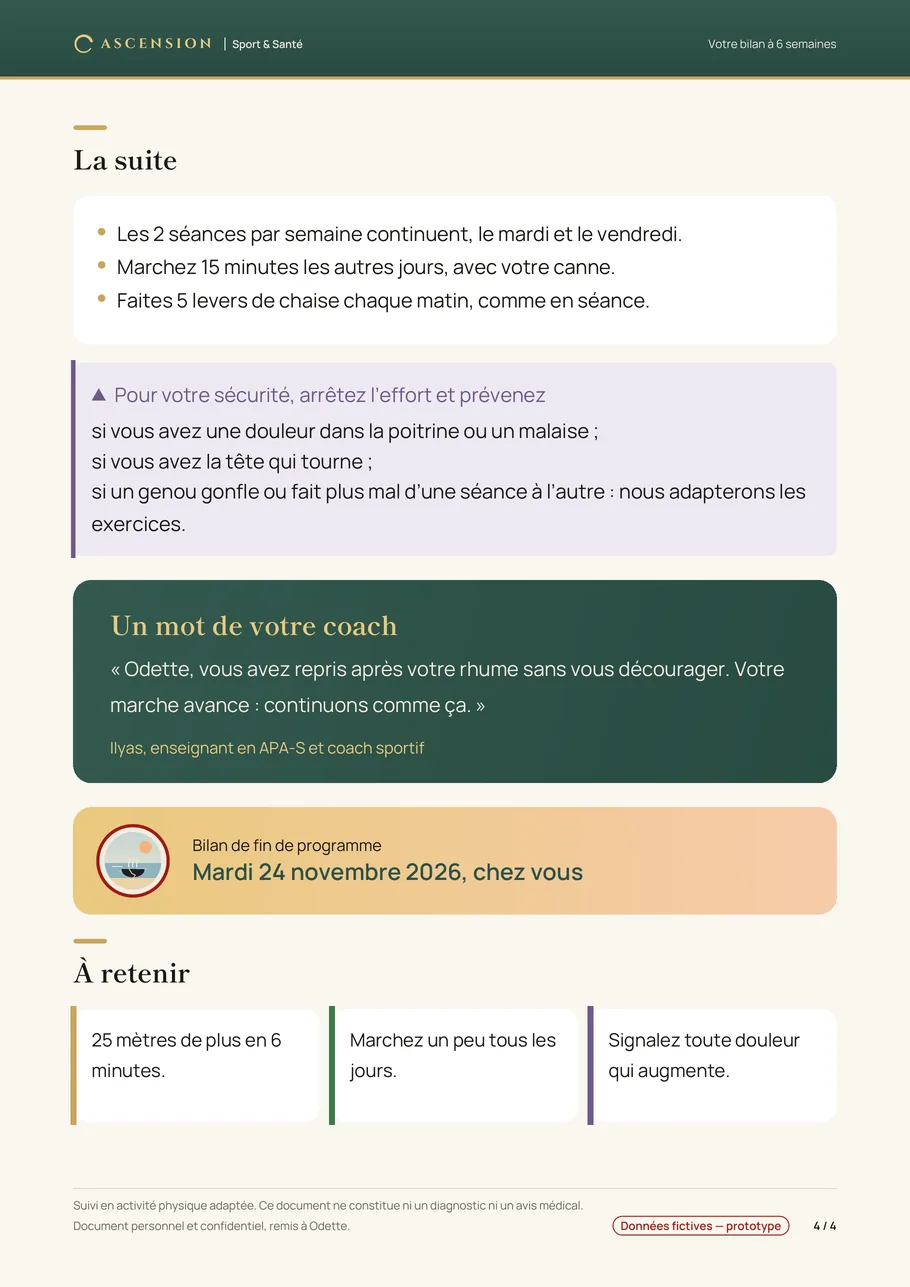 ASCENSION | Sport & Santé
Votre bilan à 6 semaines
La suite
• Les 2 séances par semaine continuent, le mardi et le vendredi.
• Marchez 15 minutes les autres jours, avec votre canne.
• Faites 5 levers de chaise chaque matin, comme en séance.
▲ Pour votre sécurité, arrêtez l’effort et prévenez
si vous avez une douleur dans la poitrine ou un malaise ;
si vous avez la tête qui tourne ;
si un genou gonfle ou fait plus mal d’une séance à l’autre : nous adapterons les
exercices.
Un mot de votre coach
« Odette, vous avez repris après votre rhume sans vous décourager. Votre
marche avance : continuons comme ça. »
Ilyas, enseignant en APA-S et coach sportif
Bilan de fin de programme
Mardi 24 novembre 2026, chez vous
À retenir
25 mètres de plus en 6
minutes.
Marchez un peu tous les
jours.
Signalez toute douleur
qui augmente.
Suivi en activité physique adaptée. Ce document ne constitue ni un diagnostic ni un avis médical.
Document personnel et confidentiel, remis à Odette.
Données fictives — prototype
4 / 4